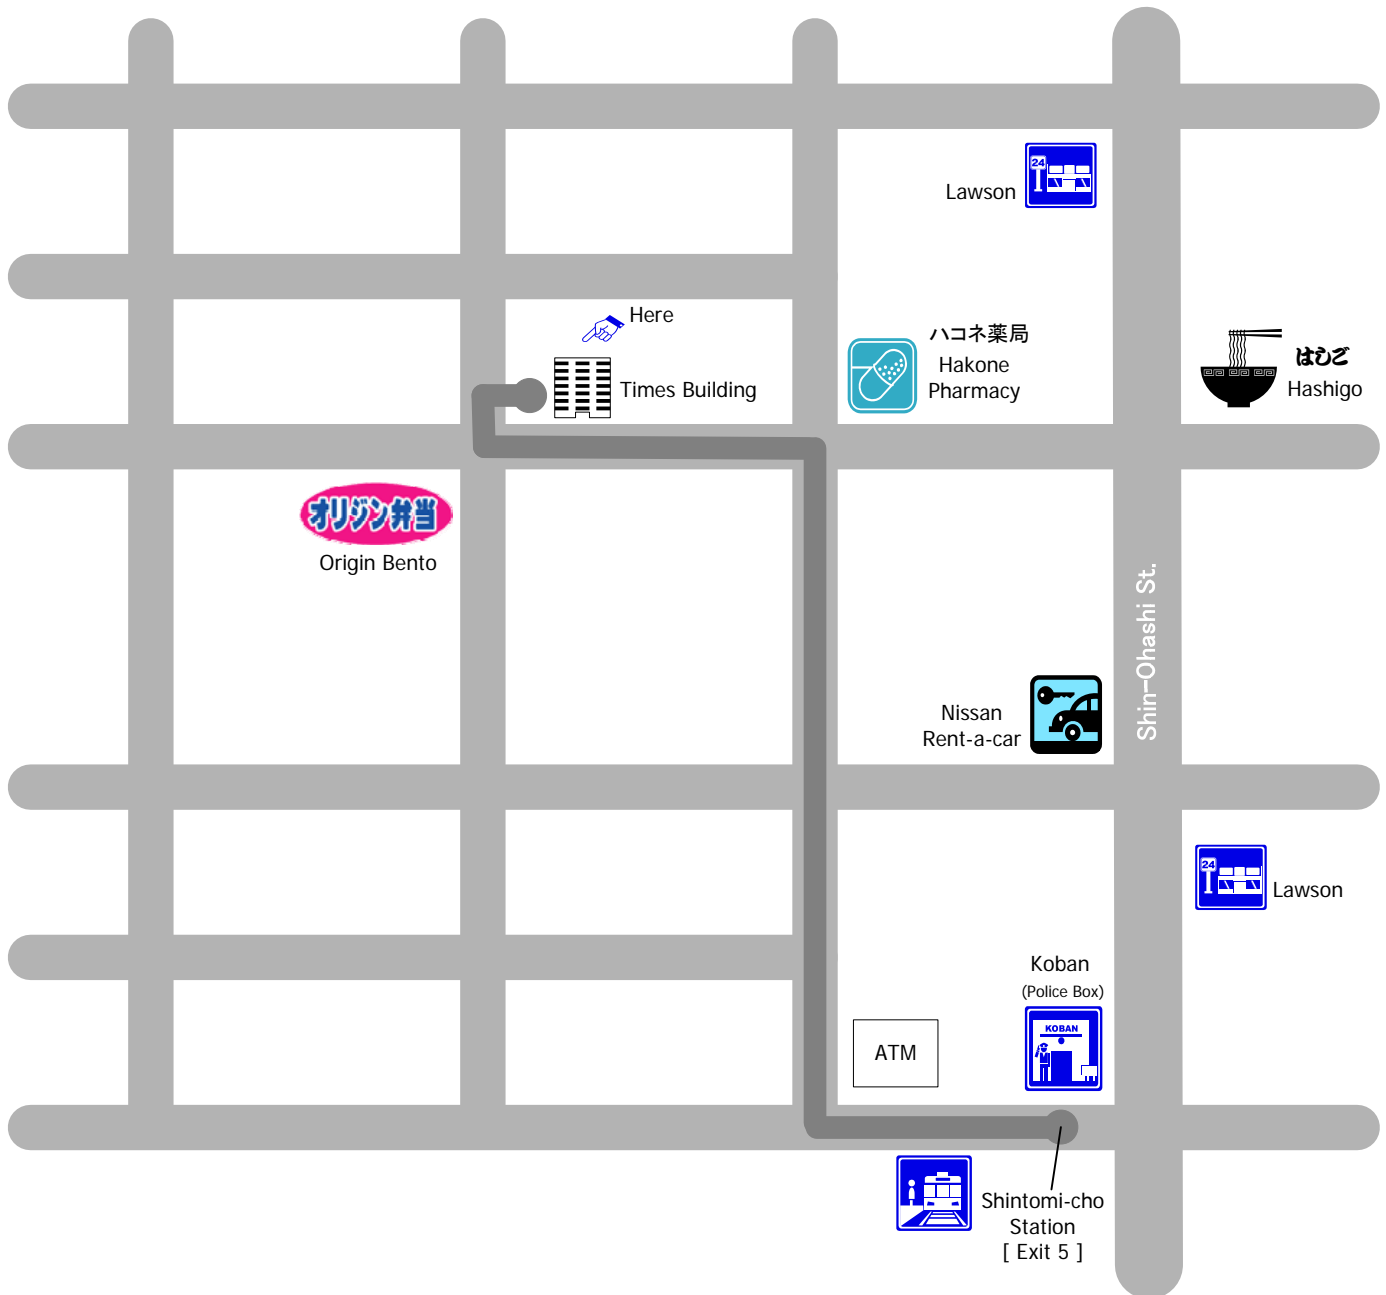 24
Lawson
Here
Times Building
ハコネ薬局
Hakone
Pharmacy
はしご
Hashigo
オリジン弁当
Origin Bento
Shin-Ohashi St.
Nissan
Rent-a-car
24
Lawson
Koban
(Police Box)
KOBAN
ATM
Shintomi-cho
Station
[ Exit 5 ]